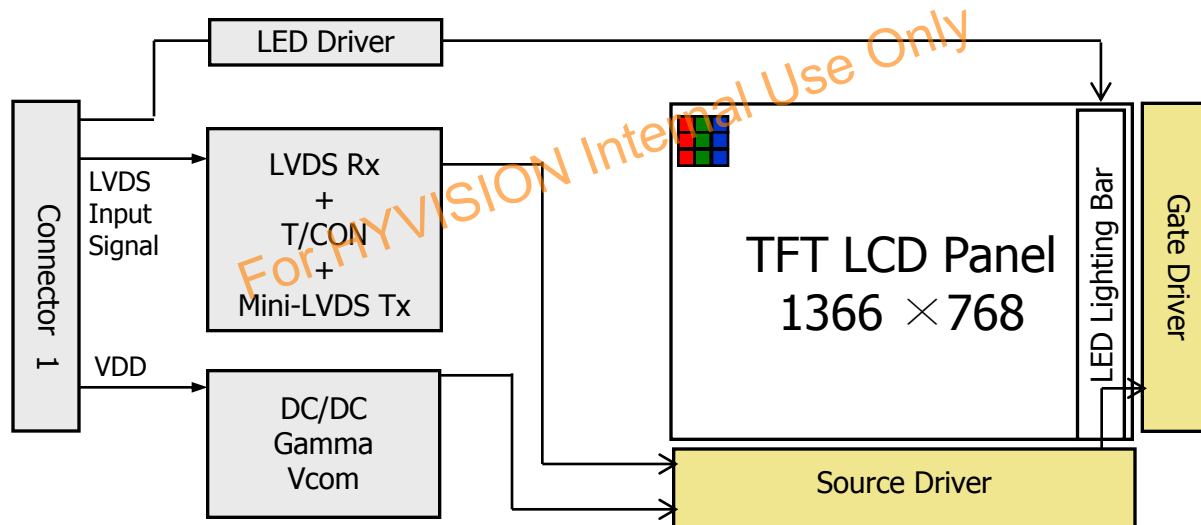 LED Driver
For HYVISION Internal Use Only
Connector 1
LVDS
Input
Signal
LVDS Rx
+
T/CON
+
Mini-LVDS Tx
VDD
DC/DC
Gamma
Vcom
TFT LCD Panel
1366 ×768
LED Lighting Bar
Gate Driver
Source Driver